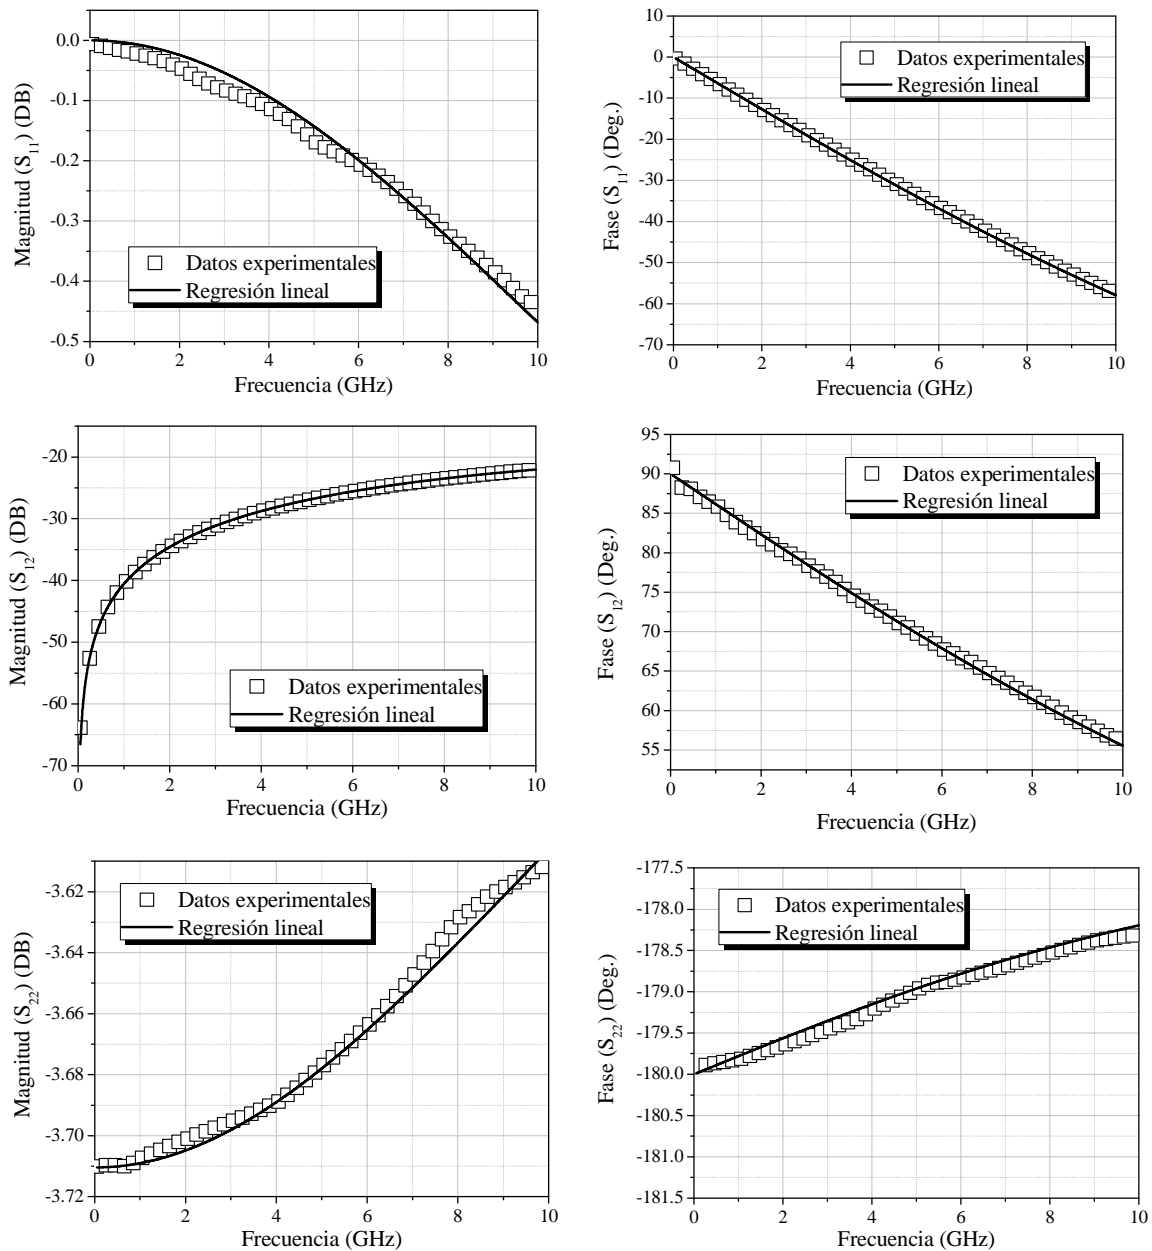 0.0
-0.1
-0.2
-0.3
-0.4
-0.5
0 2 4 6 8 10
Magnitud (S11) (DB)
Frecuencia (GHz)
Datos experimentales
Regresión lineal
10
0
-10
-20
-30
-40
-50
-60
-70
0 2 4 6 8 10
Fase (S11) (Deg.)
Frecuencia (GHz)
Datos experimentales
Regresión lineal
-20
-30
-40
-50
-60
-70
0 2 4 6 8 10
Magnitud (S12) (DB)
Frecuencia (GHz)
Datos experimentales
Regresión lineal
95
90
85
80
75
70
65
60
55
0 2 4 6 8 10
Fase (S12) (Deg.)
Frecuencia (GHz)
Datos experimentales
Regresión lineal
-3.62
-3.64
-3.66
-3.68
-3.70
-3.72
0 2 4 6 8 10
Magnitud (S22) (DB)
Frecuencia (GHz)
Datos experimentales
Regresión lineal
-177.5
-178.0
-178.5
-179.0
-179.5
-180.0
-180.5
-181.0
-181.5
0 2 4 6 8 10
Fase (S22) (Deg.)
Frecuencia (GHz)
Datos experimentales
Regresión lineal